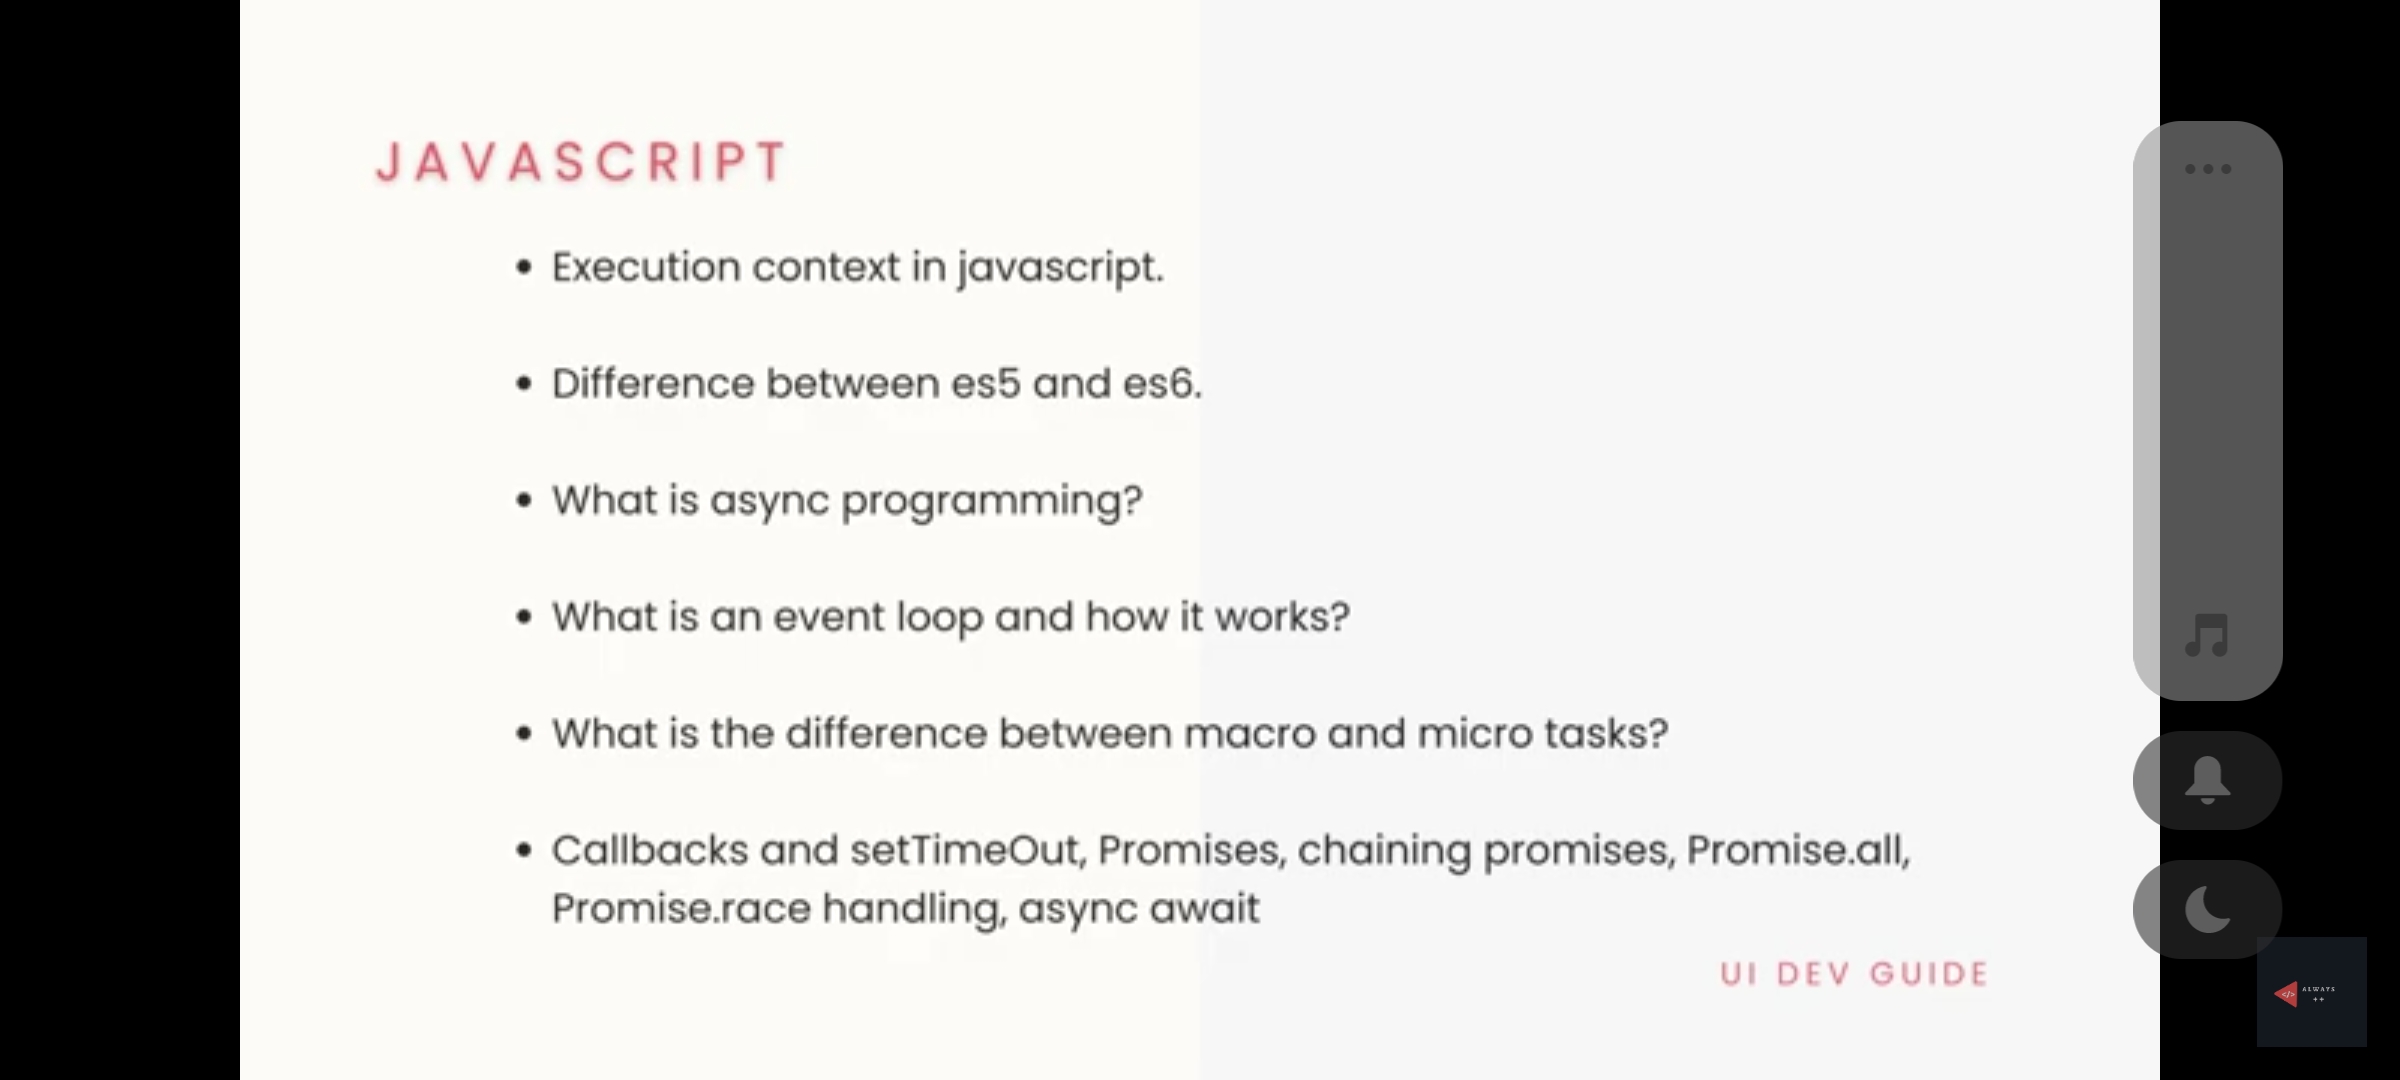 JAVASCRIPT
• Execution context in javascript.
• Difference between es5 and es6.
• What is async programming?
• What is an event loop and how it works?
• What is the difference between macro and micro tasks?
• Callbacks and setTimeOut, Promises, chaining promises, Promise.all,
Promise.race handling, async await
UI DEV GUIDE
</>
ALWAYS
++